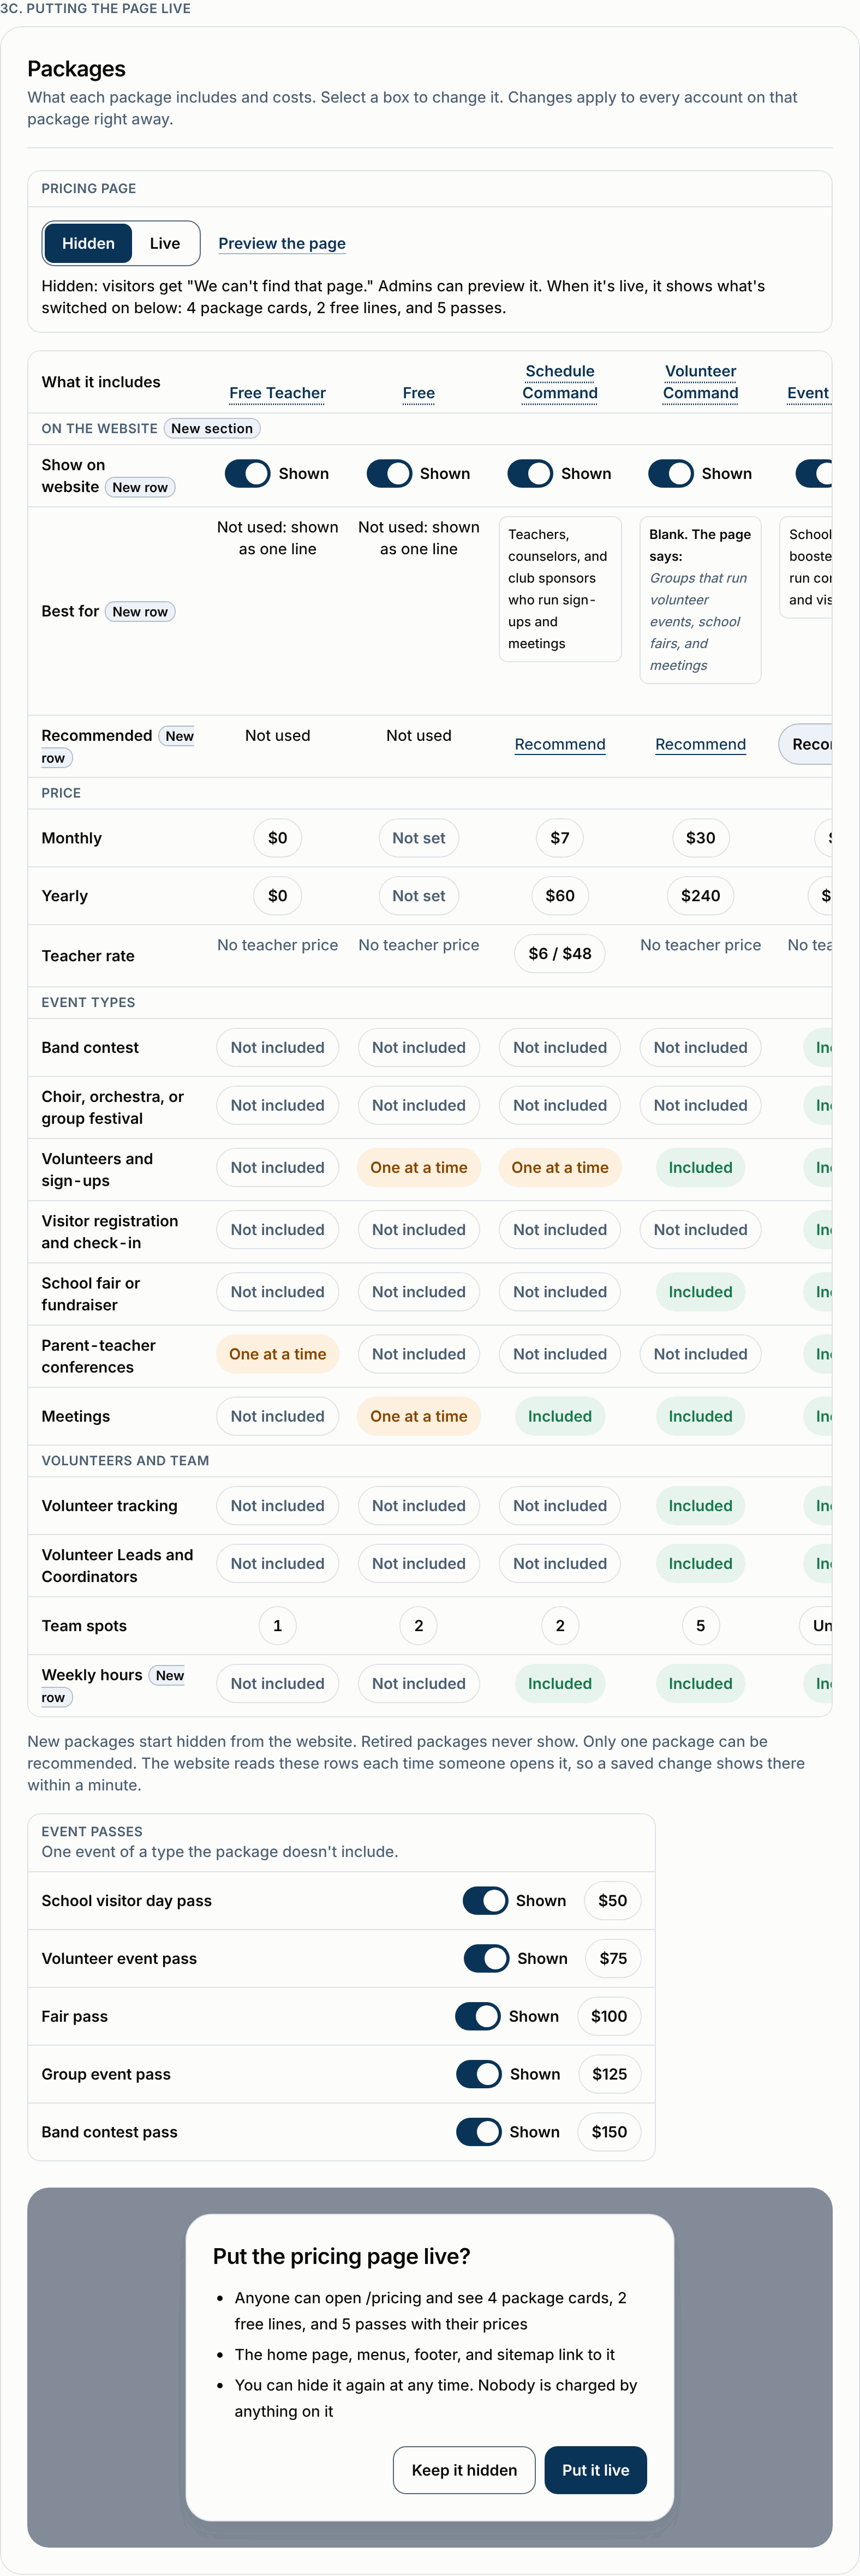 3C. PUTTING THE PAGE LIVE
Packages
What each package includes and costs. Select a box to change it. Changes apply to every account on that
package right away.
PRICING PAGE
Hidden Live Preview the page
Hidden: visitors get "We can't find that page." Admins can preview it. When it's live, it shows what's
switched on below: 4 package cards, 2 free lines, and 5 passes.
What it includes Free Teacher Free Schedule Command Volunteer Command Event
ON THE WEBSITE New section
Show on website New row Shown Shown Shown Shown
Best for New row
Not used: shown as one line
Not used: shown as one line
Teachers,
counselors, and
club sponsors
who run sign-
ups and
meetings
Blank. The page
says:
Groups that run
volunteer
events, school
fairs, and
meetings
School
and
Recommended New row Not used Not used Recommend Recommend
PRICE
Monthly $0 Not set $7 $30
Yearly $0 Not set $60 $240
Teacher rate No teacher price No teacher price $6 / $48 No teacher price No
EVENT TYPES
Band contest Not included Not included Not included Not included
Choir, orchestra, or
group festival Not included Not included Not included Not included
Volunteers and
sign-ups Not included One at a time One at a time Included
Visitor registration
and check-in Not included Not included Not included Not included
School fair or
fundraiser Not included Not included Not included Included
Parent-teacher
conferences One at a time Not included Not included Not included
Meetings Not included One at a time Included Included
VOLUNTEERS AND TEAM
Volunteer tracking Not included Not included Not included Included
Volunteer Leads and
Coordinators Not included Not included Not included Included
Team spots 1 2 2 5
Weekly hours New row Not included Not included Included Included
New packages start hidden from the website. Retired packages never show. Only one package can be
recommended. The website reads these rows each time someone opens it, so a saved change shows there
within a minute.
EVENT PASSES
One event of a type the package doesn't include.
School visitor day pass Shown $50
Volunteer event pass Shown $75
Fair pass Shown $100
Group event pass Shown $125
Band contest pass Shown $150
Put the pricing page live?
• Anyone can open /pricing and see 4 package cards, 2
free lines, and 5 passes with their prices
• The home page, menus, footer, and sitemap link to it
• You can hide it again at any time. Nobody is charged by
anything on it
Keep it hidden Put it live